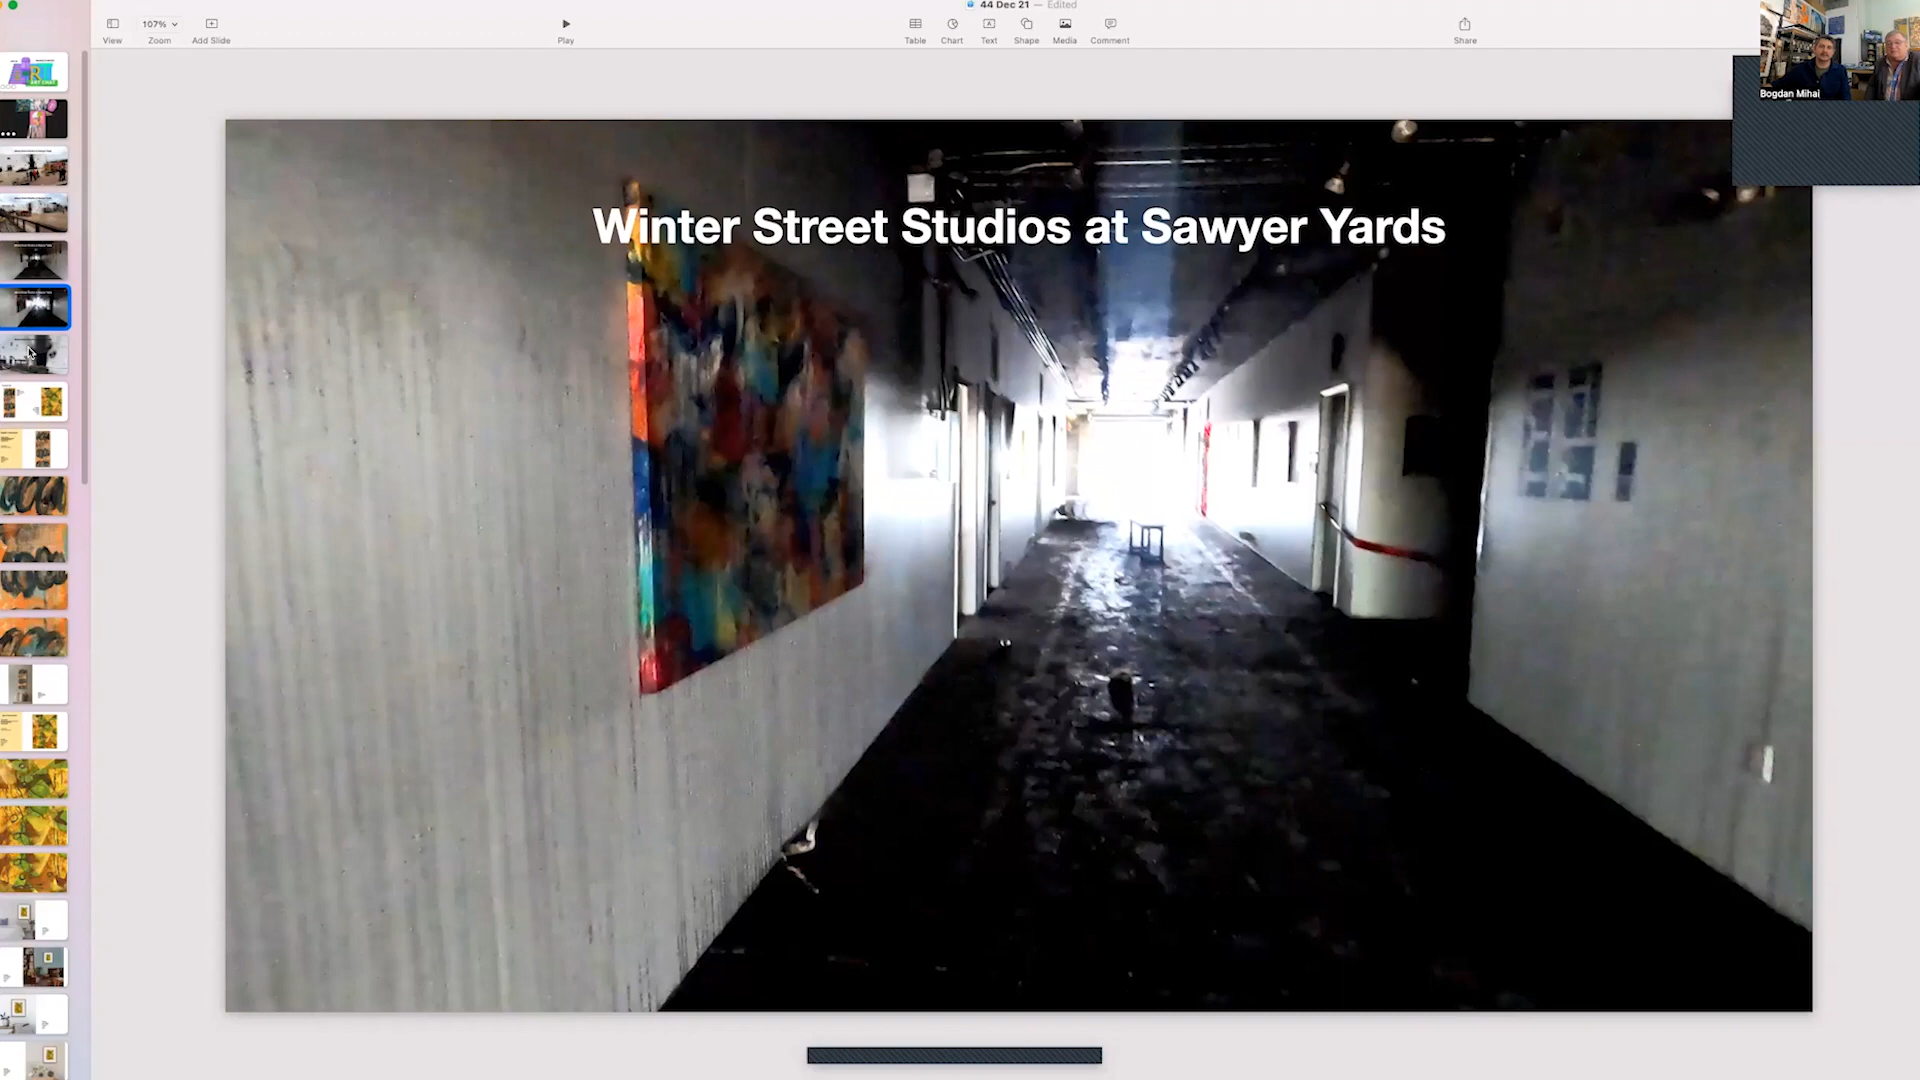 44 Dec 21 — Edited
107%
View
Zoom
Add Slide
Play
Table
Chart
Text
Shape
Media
Comment
Share
Bogdan Mihai
Winter Street Studios at Sawyer Yards